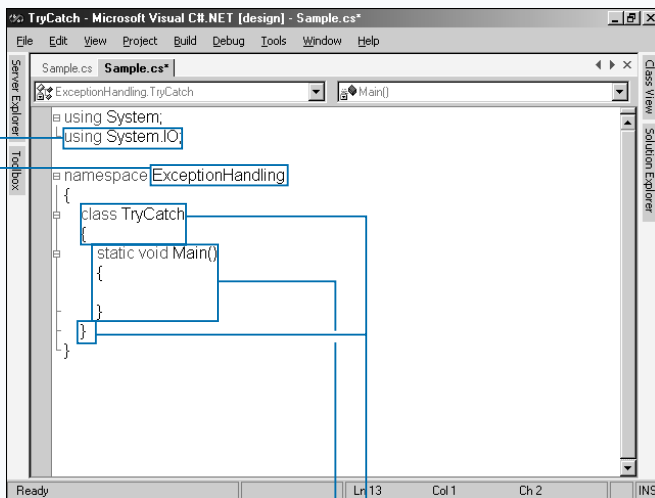 TryCatch - Microsoft Visual C#.NET [design] - Sample.cs*
File Edit View Project Build Debug Tools Window Help
Sample.cs Sample.cs*
ExceptionHandling.TryCatch Main()
Server Explorer
Toolbox
using System;
using System.IO;
namespace ExceptionHandling
{
class TryCatch
{
static void Main()
{
}
}
}
Class View
Solution Explorer
Ready Ln 13 Col 1 Ch 2 INS